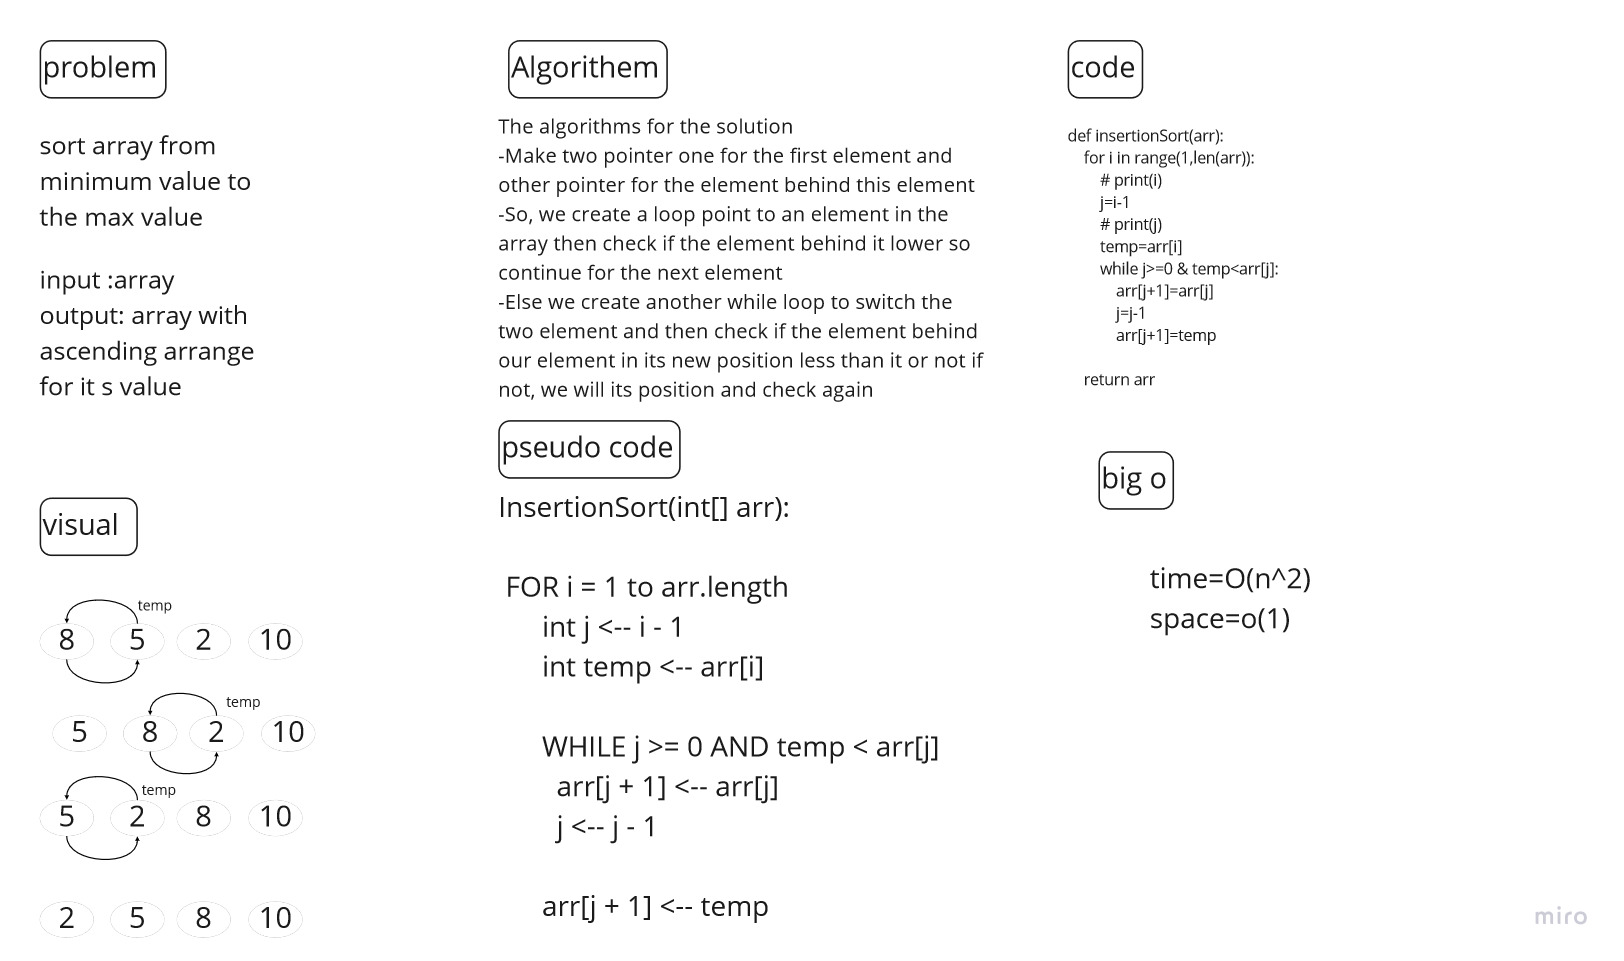 problem
sort array from
minimum value to
the max value
input :array
output: array with
ascending arrange
for it s value
visual
temp
8 5 2 10
temp
5 8 2 10
temp
5 2 8 10
2 5 8 10
Algorithem
The algorithms for the solution
-Make two pointer one for the first element and
other pointer for the element behind this element
-So, we create a loop point to an element in the
array then check if the element behind it lower so
continue for the next element
-Else we create another while loop to switch the
two element and then check if the element behind
our element in its new position less than it or not if
not, we will its position and check again
pseudo code
InsertionSort(int[] arr):
FOR i = 1 to arr.length
int j <-- i - 1
int temp <-- arr[i]
WHILE j >= 0 AND temp < arr[j]
arr[j + 1] <-- arr[j]
j <-- j - 1
arr[j + 1] <-- temp
code
def insertionSort(arr):
for i in range(1,len(arr)):
# print(i)
j=i-1
# print(j)
temp=arr[i]
while j>=0 & temp<arr[j]:
arr[j+1]=arr[j]
j=j-1
arr[j+1]=temp
return arr
big o
time=O(n^2)
space=o(1)
miro